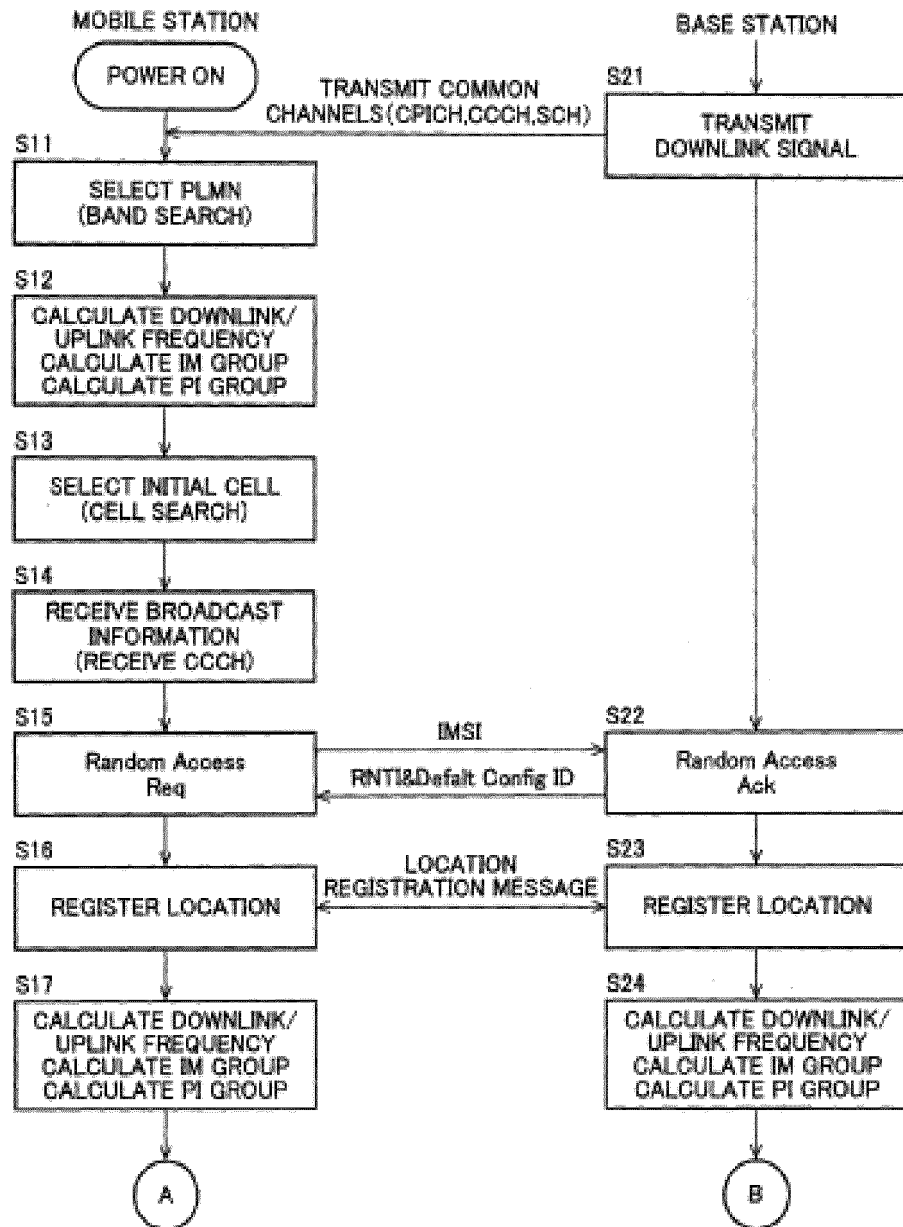 MOBILE STATION
BASE STATION
POWER ON
TRANSMIT COMMON
CHANNELS(CPICH,CCCH,SCH)
S21
TRANSMIT
DOWNLINK SIGNAL
S11
SELECT PLMN
(BAND SEARCH)
S12
CALCULATE DOWNLINK/
UPLINK FREQUENCY
CALCULATE IM GROUP
CALCULATE PI GROUP
S13
SELECT INITIAL CELL
(CELL SEARCH)
S14
RECEIVE BROADCAST
INFORMATION
(RECEIVE CCCH)
S15
Random Access
Req
IMSI
RNTI&Defalt Config ID
S22
Random Access
Ack
S16
REGISTER LOCATION
LOCATION
REGISTRATION MESSAGE
S23
REGISTER LOCATION
S17
CALCULATE DOWNLINK/
UPLINK FREQUENCY
CALCULATE IM GROUP
CALCULATE PI GROUP
S24
CALCULATE DOWNLINK/
UPLINK FREQUENCY
CALCULATE IM GROUP
CALCULATE PI GROUP
A
B